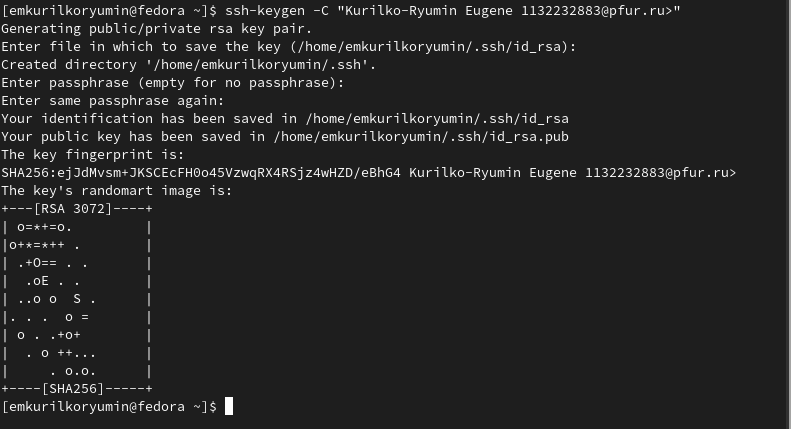 [emkurilkoryumin@fedora ~]$ ssh-keygen -C "Kurilko-Ryumin Eugene 1132232883@pfur.ru>"
Generating public/private rsa key pair.
Enter file in which to save the key (/home/emkurilkoryumin/.ssh/id_rsa):
Created directory '/home/emkurilkoryumin/.ssh'.
Enter passphrase (empty for no passphrase):
Enter same passphrase again:
Your identification has been saved in /home/emkurilkoryumin/.ssh/id_rsa
Your public key has been saved in /home/emkurilkoryumin/.ssh/id_rsa.pub
The key fingerprint is:
SHA256:ejJdMvsm+JKSCEcFH0o45VzwqRX4RSjz4wHZD/eBhG4 Kurilko-Ryumin Eugene 1132232883@pfur.ru>
The key's randomart image is:
+---[RSA 3072]----+
| o=*+=o.         |
|o+*=*++ .        |
| .+O== . .       |
|  .oE . .        |
| ..o o  S .      |
|. . .  o =       |
| o . .+o+        |
|  . o ++...      |
|     . o.o.      |
+----[SHA256]-----+
[emkurilkoryumin@fedora ~]$